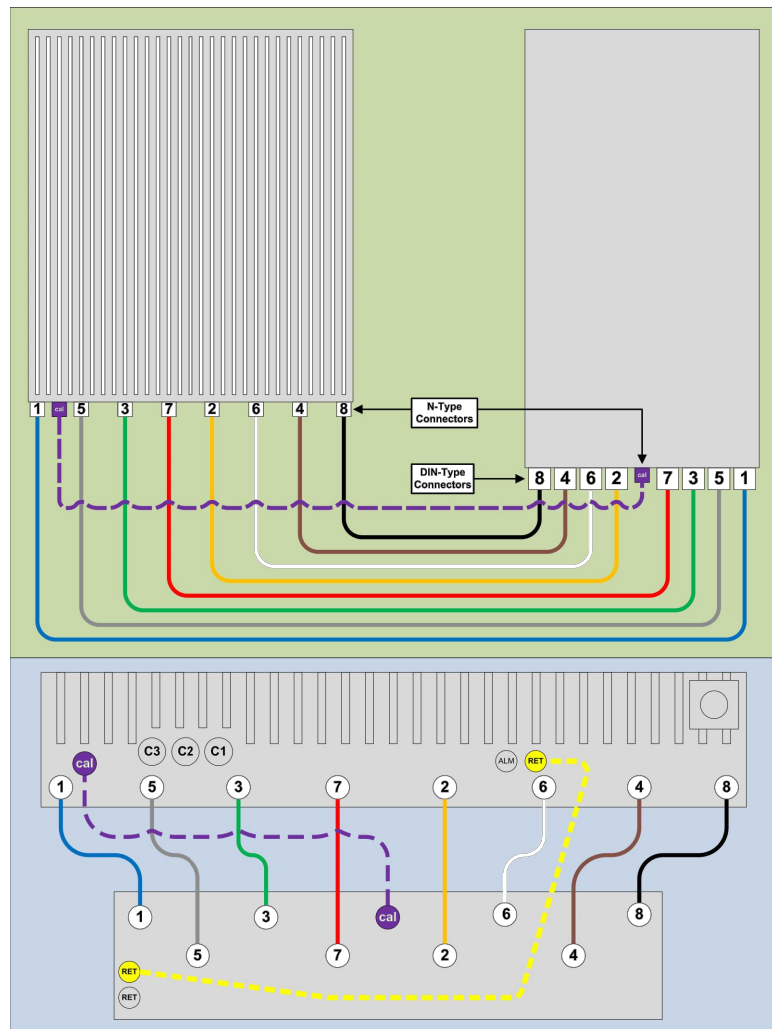 1 cal 5 3 7 2 6 4 8
N-Type
Connectors
DIN-Type
Connectors
8 4 6 2 cal 7 3 5 1
C3 C2 C1 ALM RET
cal
1 5 3 7 2 6 4 8
1 3 cal 6 8
5 7 2 4
RET
RET